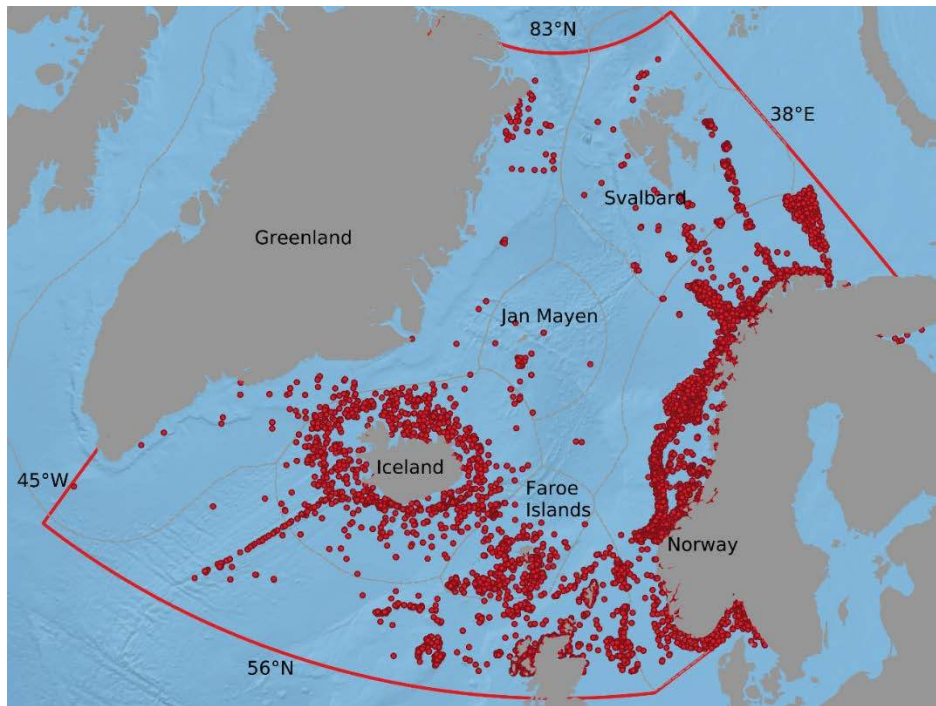 83°N
38°E
Svalbard
Greenland
Jan Mayen
Iceland
45°W
Faroe
Islands
Norway
56°N